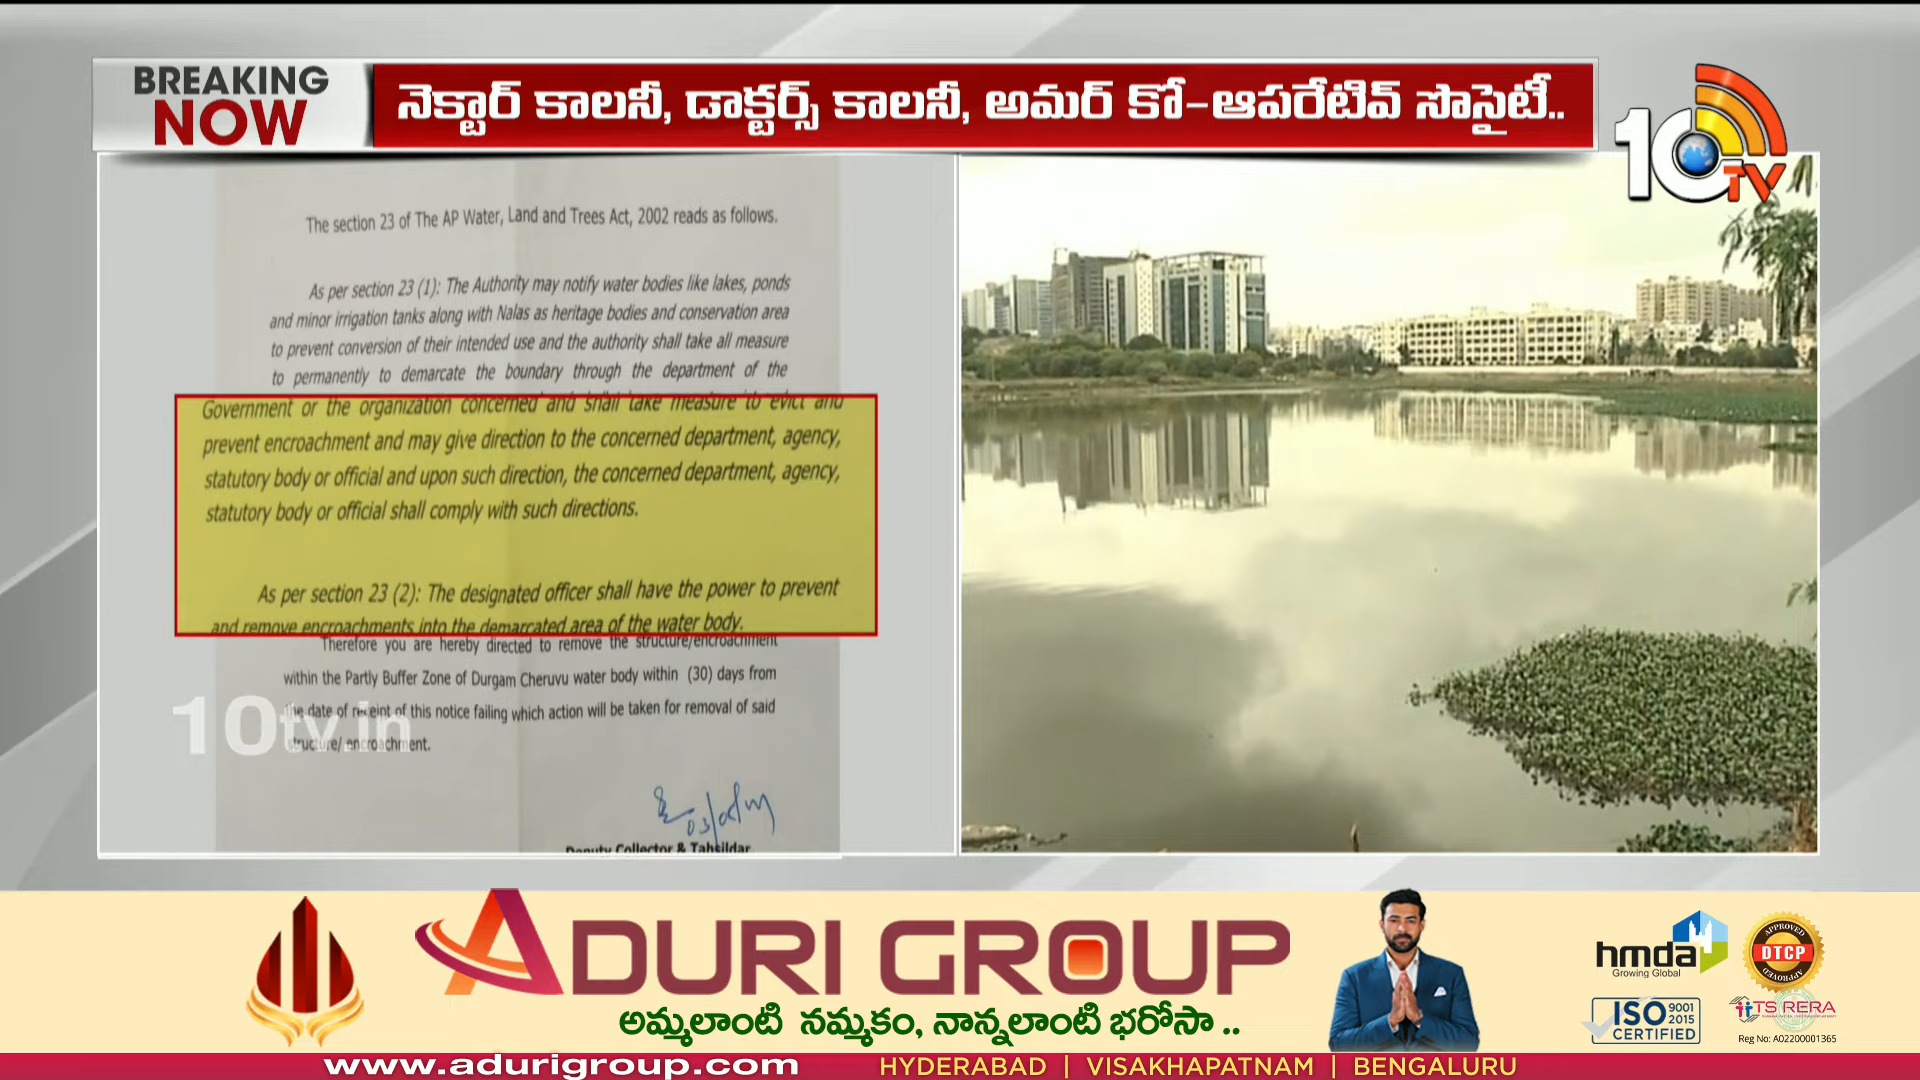 BREAKING
NOW
నెక్టార్ కాలనీ, డాక్టర్స్ కాలనీ, అమర్ కో-ఆపరేటివ్ సొసైటీ..
10TV
The section 23 of The AP Water, Land and Trees Act, 2002 reads as follows.
As per section 23 (1): The Authority may notify water bodies like lakes, ponds
and minor irrigation tanks along with Nalas as heritage bodies and conservation area
to prevent conversion of their intended use and the authority shall take all measure
to permanently to demarcate the boundary through the department of the
Government or the organization concerned and shall take measure to evict and
prevent encroachment and may give direction to the concerned department, agency,
statutory body or official and upon such direction, the concerned department, agency,
statutory body or official shall comply with such directions.
As per section 23 (2): The designated officer shall have the power to prevent
and remove encroachments into the demarcated area of the water body.
Therefore you are hereby directed to remove the structure/encroachment
within the Partly Buffer Zone of Durgam Cheruvu water body within (30) days from
the date of receipt of this notice failing which action will be taken for removal of said
structure/ encroachment.
10tv.in
Deputy Collector & Tahsildar
ADURI GROUP
అమ్మలాంటి నమ్మకం, నాన్నలాంటి భరోసా ..
hmda
Growing Global
APPROVED
DTCP
APPROVED
ISO 9001 2015
CERTIFIED
TS RERA
Reg No: A02200001365
www.adurigroup.com
HYDERABAD | VISAKHAPATNAM | BENGALURU